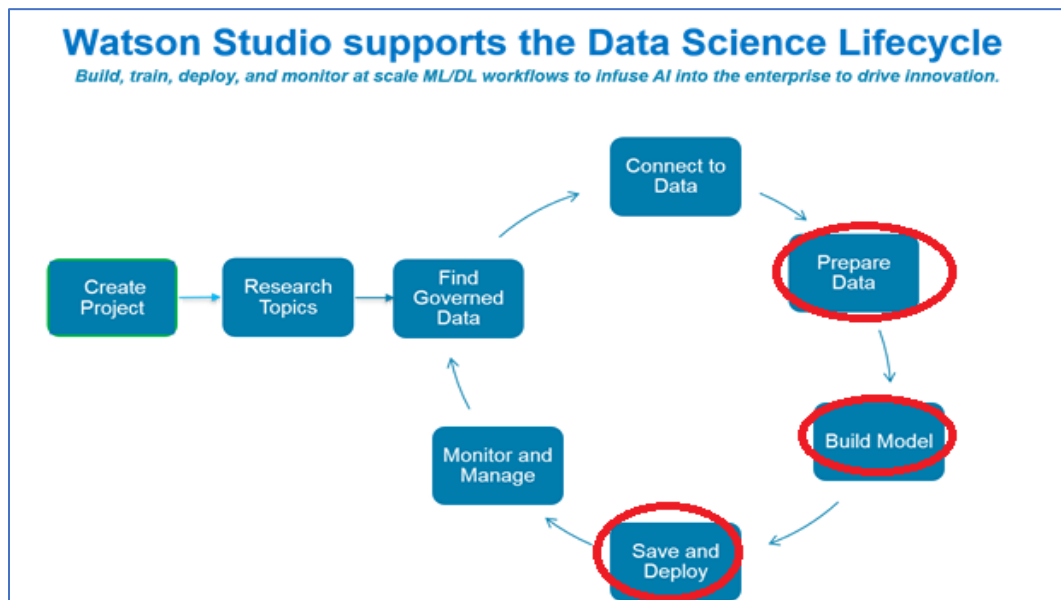 Watson Studio supports the Data Science Lifecycle
Build, train, deploy, and monitor at scale ML/DL workflows to infuse AI into the enterprise to drive innovation.
Create
Project
Research
Topics
Find
Governed
Data
Connect to
Data
Prepare
Data
Build Model
Save and
Deploy
Monitor and
Manage